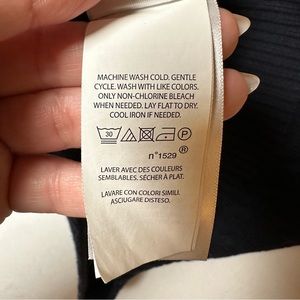 MACHINE WASH COLD. GENTLE
CYCLE. WASH WITH LIKE COLORS.
ONLY NON-CHLORINE BLEACH
WHEN NEEDED. LAY FLAT TO DRY.
COOL IRON IF NEEDED.
30 P
®
n°1529
LAVER AVEC DES COULEURS
SEMBLABLES. SÉCHER À PLAT.
LAVARE CON COLORI SIMILI.
ASCIUGARE DISTESO.